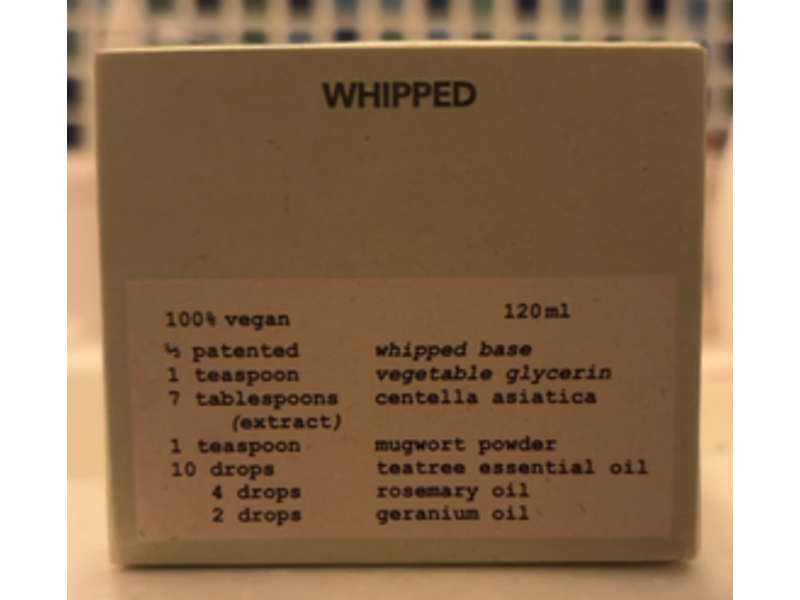 WHIPPED
100% vegan 120ml
½ patented whipped base
1 teaspoon vegetable glycerin
7 tablespoons centella asiatica
(extract)
1 teaspoon mugwort powder
10 drops teatree essential oil
4 drops rosemary oil
2 drops geranium oil